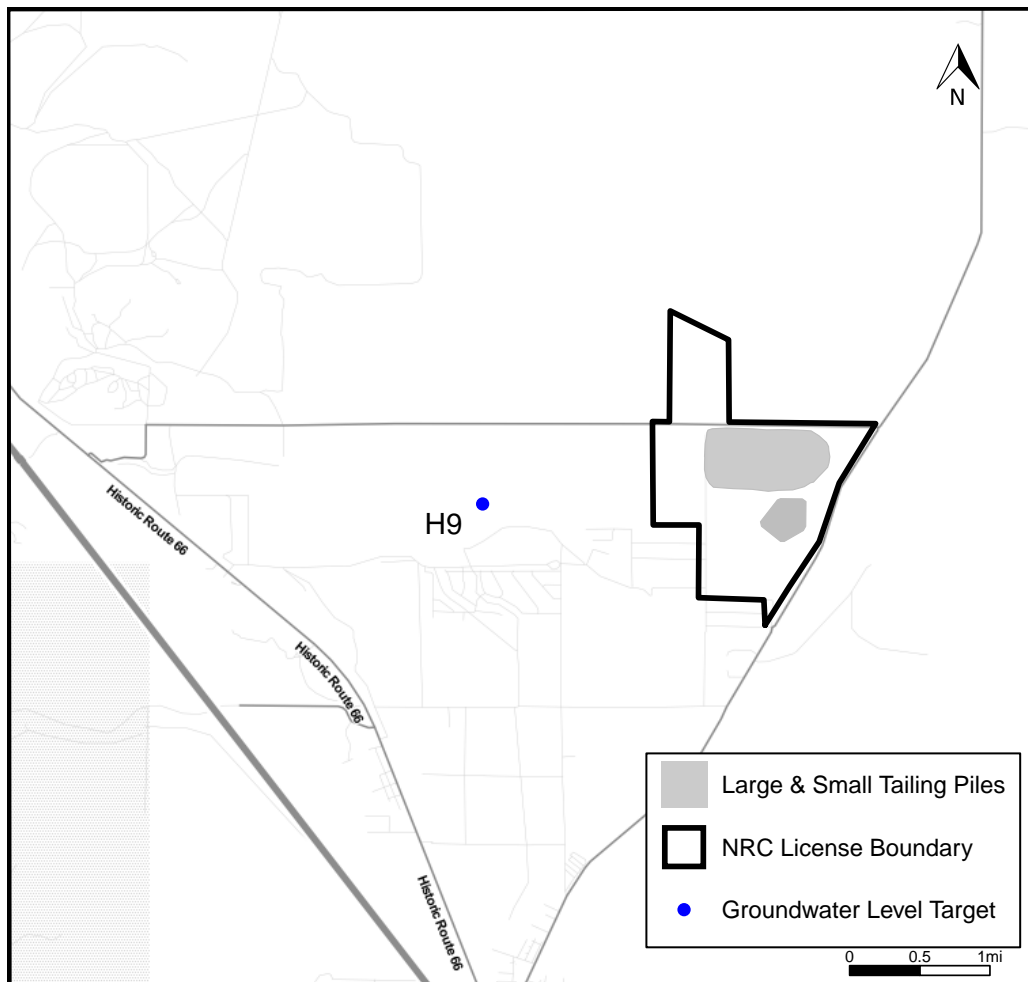 N
Historic Route 66
H9
Historic Route 66
Historic Route 66
Large & Small Tailing Piles
NRC License Boundary
Groundwater Level Target
0 0.5 1mi